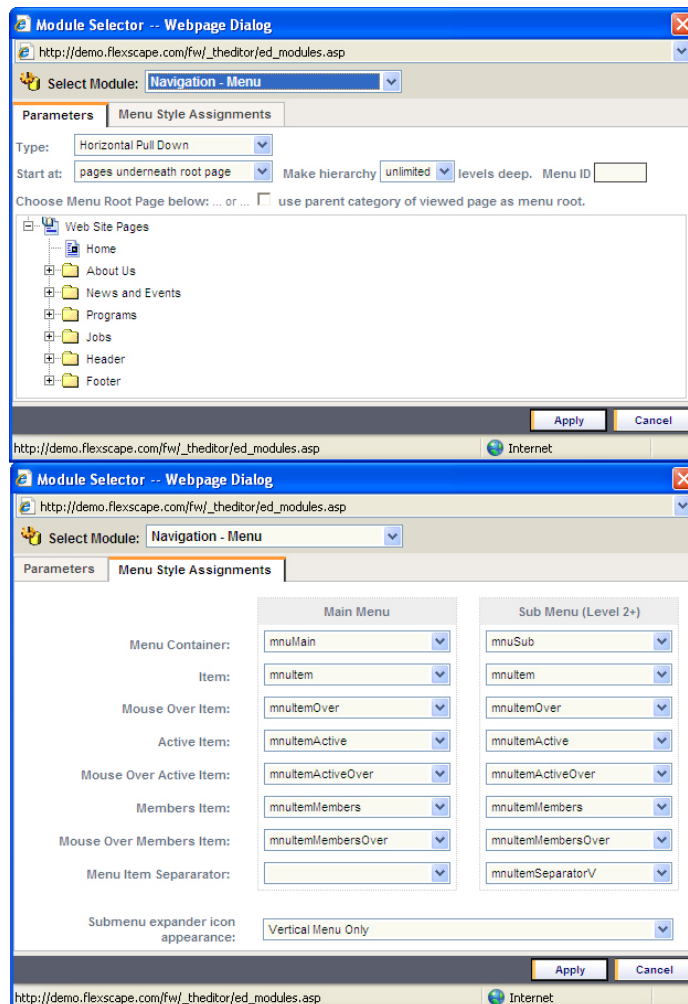 Module Selector -- Webpage Dialog
http://demo.flexscape.com/fw/_theditor/ed_modules.asp
Select Module: Navigation - Menu
Parameters Menu Style Assignments
Type: Horizontal Pull Down
Start at: pages underneath root page Make hierarchy unlimited levels deep. Menu ID
Choose Menu Root Page below: ... or ... use parent category of viewed page as menu root.
Web Site Pages
Home
About Us
News and Events
Programs
Jobs
Header
Footer
Apply Cancel
http://demo.flexscape.com/fw/_theditor/ed_modules.asp Internet
Module Selector -- Webpage Dialog
http://demo.flexscape.com/fw/_theditor/ed_modules.asp
Select Module: Navigation - Menu
Parameters Menu Style Assignments
Main Menu Sub Menu (Level 2+)
Menu Container: mnuMain mnuSub
Item: mnuItem mnuItem
Mouse Over Item: mnuItemOver mnuItemOver
Active Item: mnuItemActive mnuItemActive
Mouse Over Active Item: mnuItemActiveOver mnuItemActiveOver
Members Item: mnuItemMembers mnuItemMembers
Mouse Over Members Item: mnuItemMembersOver mnuItemMembersOver
Menu Item Separarator: mnuItemSeparatorV
Submenu expander icon
appearance: Vertical Menu Only
Apply Cancel
http://demo.flexscape.com/fw/_theditor/ed_modules.asp Internet